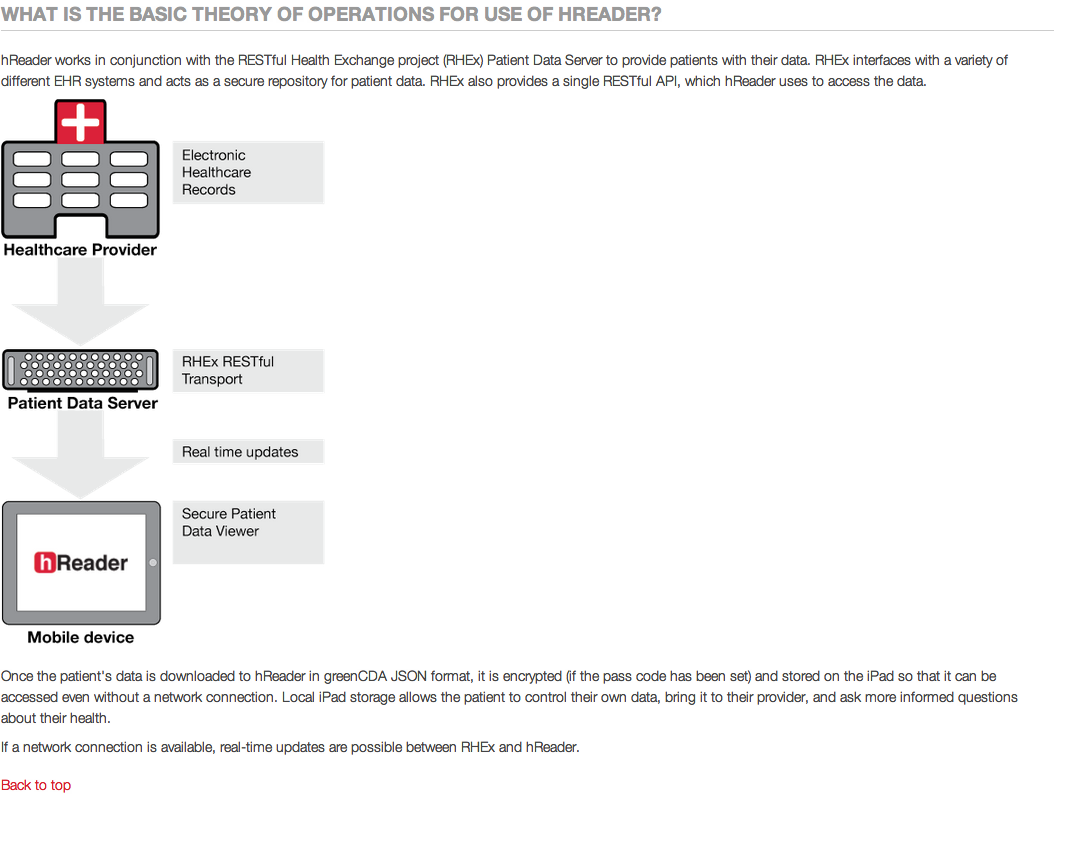 WHAT IS THE BASIC THEORY OF OPERATIONS FOR USE OF HREADER?
hReader works in conjunction with the RESTful Health Exchange project (RHEx) Patient Data Server to provide patients with their data. RHEx interfaces with a variety of
different EHR systems and acts as a secure repository for patient data. RHEx also provides a single RESTful API, which hReader uses to access the data.
Electronic
Healthcare
Records
Healthcare Provider
RHEx RESTful
Transport
Patient Data Server
Real time updates
Secure Patient
Data Viewer
hReader
Mobile device
Once the patient's data is downloaded to hReader in greenCDA JSON format, it is encrypted (if the pass code has been set) and stored on the iPad so that it can be
accessed even without a network connection. Local iPad storage allows the patient to control their own data, bring it to their provider, and ask more informed questions
about their health.
If a network connection is available, real-time updates are possible between RHEx and hReader.
Back to top